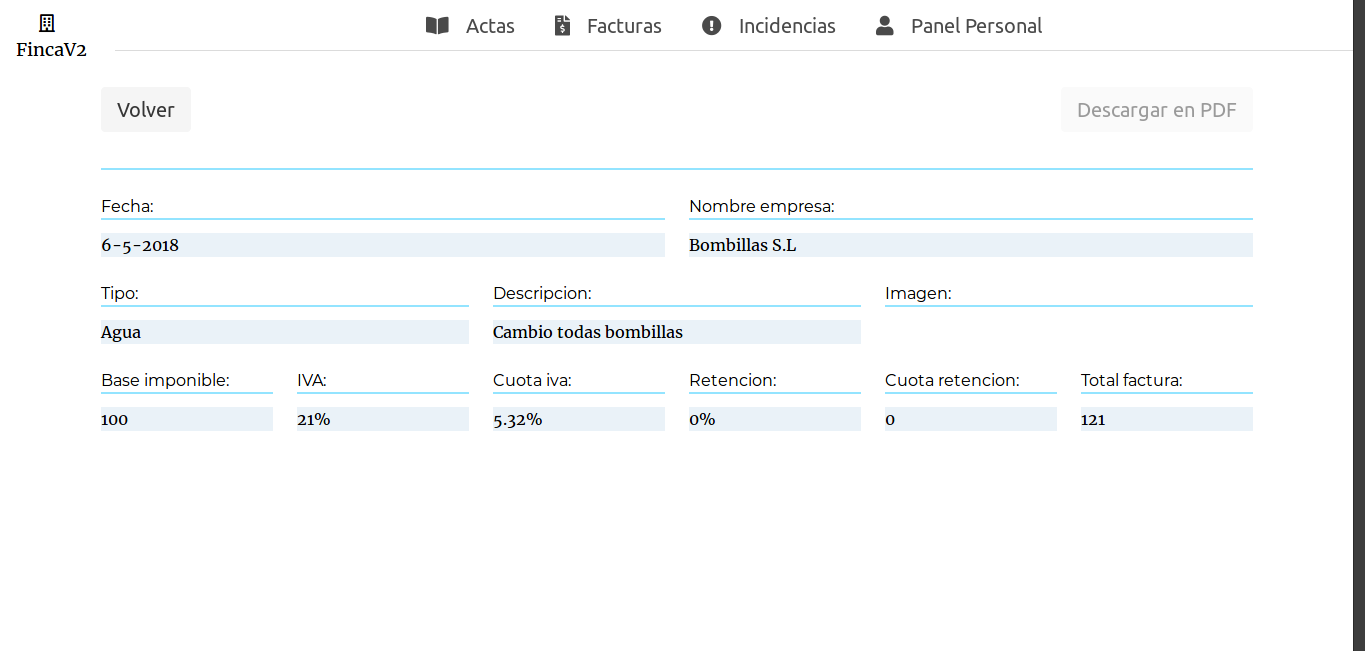 FincaV2
Actas Facturas Incidencias Panel Personal
Volver Descargar en PDF
Fecha: Nombre empresa:
6-5-2018 Bombillas S.L
Tipo: Descripcion: Imagen:
Agua Cambio todas bombillas
Base imponible: IVA: Cuota iva: Retencion: Cuota retencion: Total factura:
100 21% 5.32% 0% 0 121